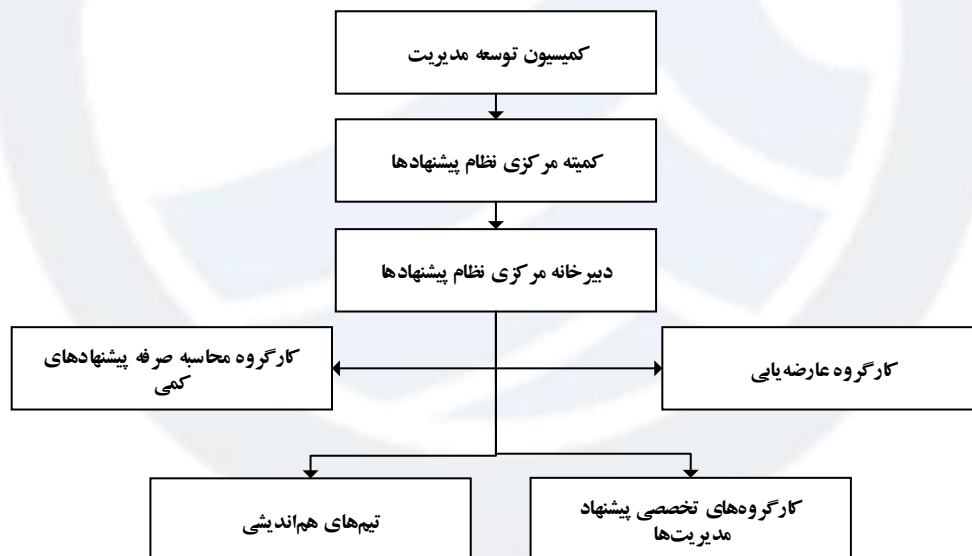 کمیسیون توسعه مدیریت
کمیته مرکزی نظام پیشنهادها
دبیرخانه مرکزی نظام پیشنهادها
کارگروه عارضه‌یابی
کارگروه محاسبه صرفه پیشنهادهای
کمی
کارگروه‌های تخصصی پیشنهاد
مدیریت‌ها
تیم‌های هم‌اندیشی